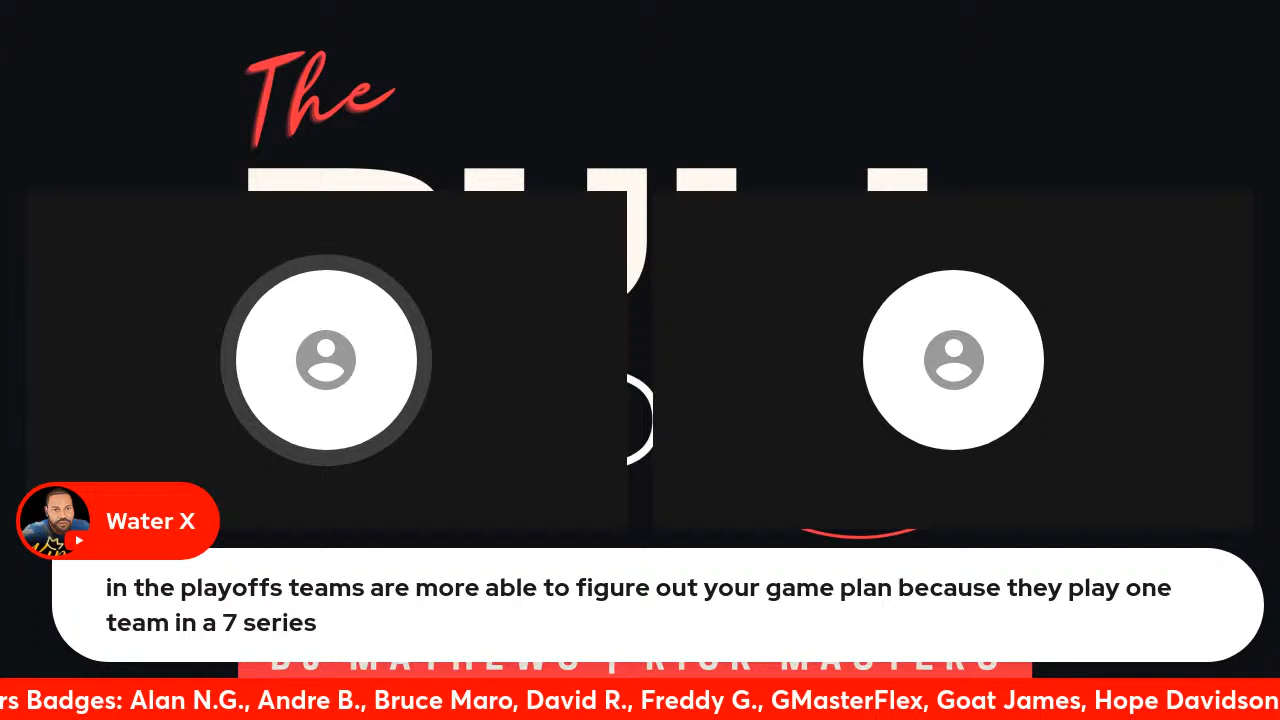 The
Water X
in the playoffs teams are more able to figure out your game plan because they play one
team in a 7 series
rs Badges: Alan N.G., Andre B., Bruce Maro, David R., Freddy G., GMasterFlex, Goat James, Hope Davidson